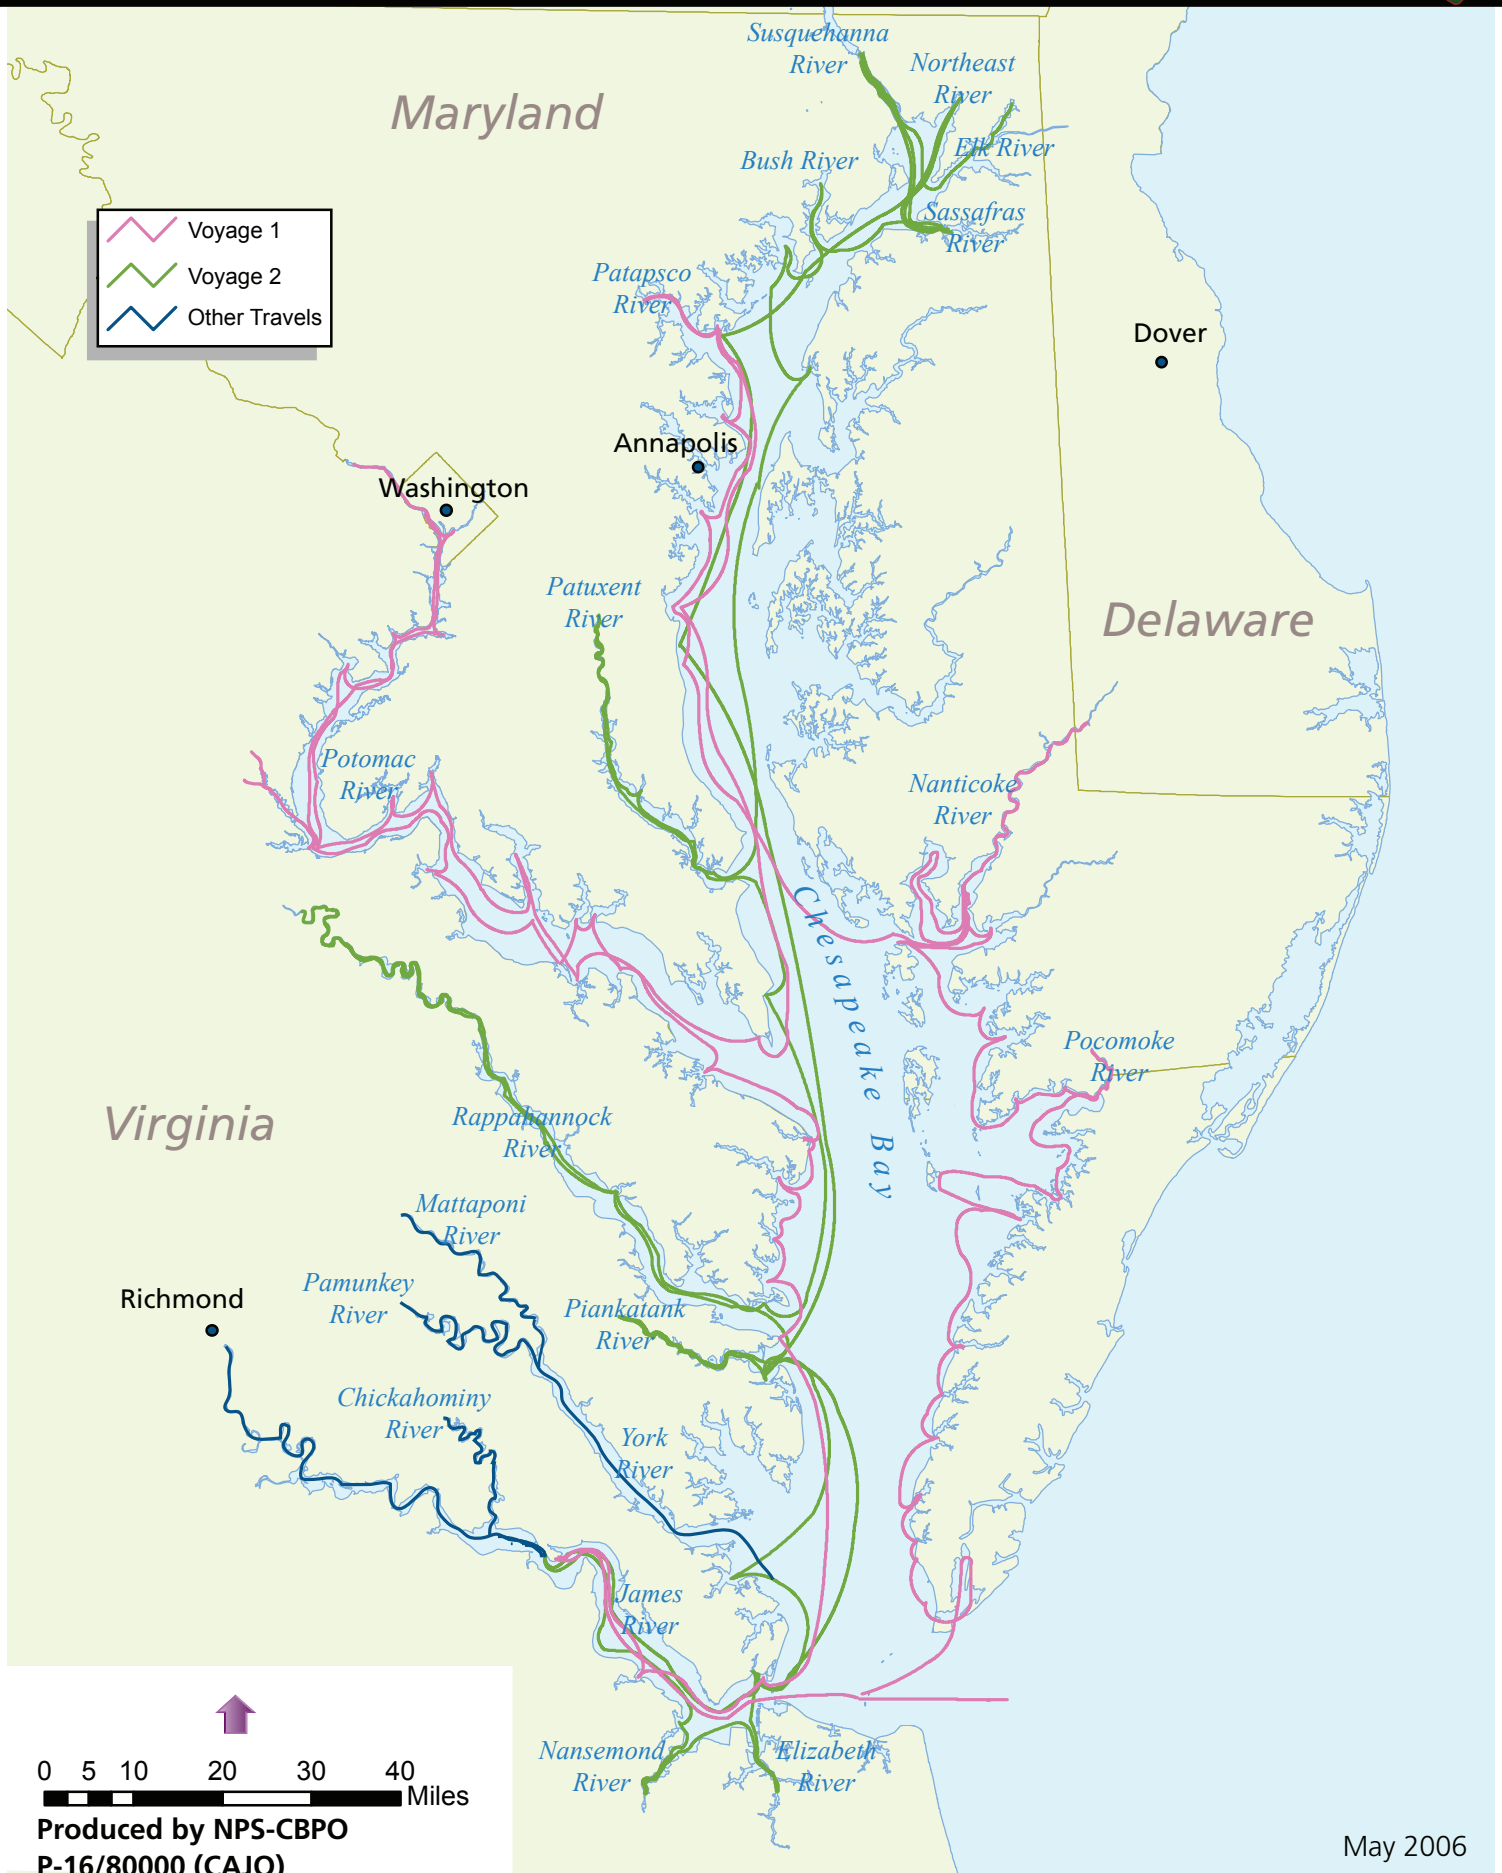 Susquehanna
River
Northeast
River
Maryland
Bush River
Elk River
Sassafras
River
Voyage 1
Voyage 2
Other Travels
Patapsco
River
Dover
Annapolis
Washington
Patuxent
River
Delaware
Potomac
River
Nanticoke
River
Chesapeake Bay
Pocomoke
River
Virginia
Rappahannock
River
Mattaponi
River
Pamunkey
River
Richmond
Piankatank
River
Chickahominy
River
York
River
James
River
Nansemond
River
Elizabeth
River
0 5 10 20 30 40
Miles
Produced by NPS-CBPO
P-16/80000 (CAJO)
May 2006